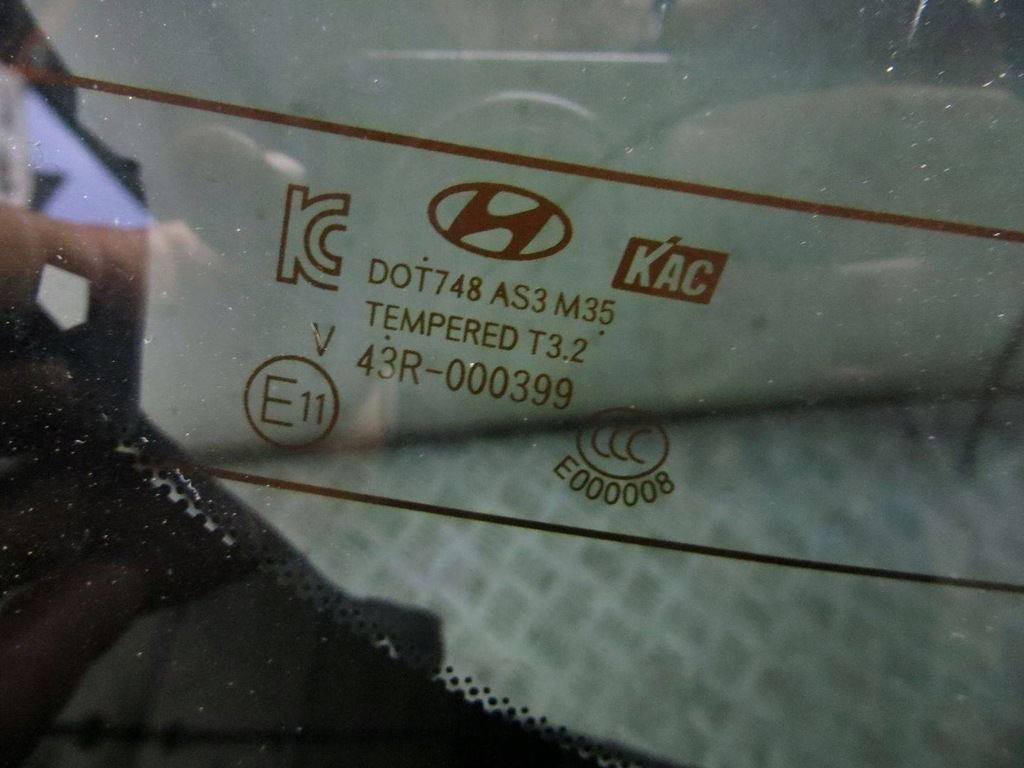 KC
KAC
DOT748 AS3 M35
TEMPERED T3.2
V
43R-000399
E11
CCC
E000008